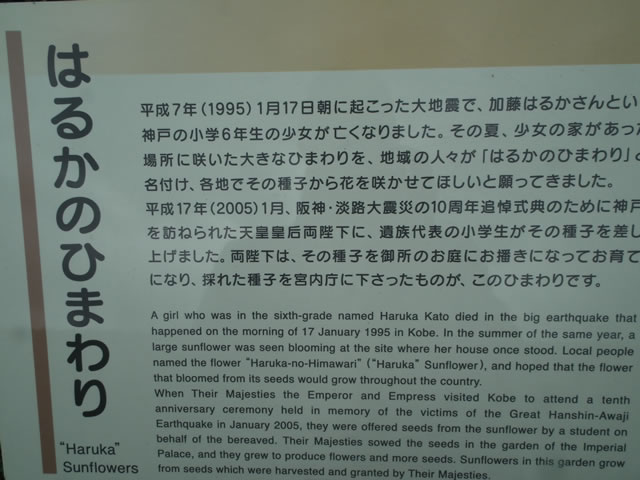 はるかのひまわり
"Haruka"
Sunflowers
平成7年(1995)1月17日朝に起こった大地震で、加藤はるかさんとい
神戸の小学6年生の少女が亡くなりました。その夏、少女の家があっ
場所に咲いた大きなひまわりを、地域の人々が「はるかのひまわり」
名付け、各地でその種子から花を咲かせてほしいと願ってきました。
平成17年(2005)1月、阪神・淡路大震災の10周年追悼式典のために神戸
を訪ねられた天皇皇后両陛下に、遺族代表の小学生がその種子を差し
上げました。両陛下は、その種子を御所のお庭にお播きになってお育て
になり、採れた種子を宮内庁に下さったものが、このひまわりです。
A girl who was in the sixth-grade named Haruka Kato died in the big earthquake that
happened on the morning of 17 January 1995 in Kobe. In the summer of the same year, a
large sunflower was seen blooming at the site where her house once stood. Local people
named the flower "Haruka-no-Himawari" ("Haruka" Sunflower), and hoped that the flower
that bloomed from its seeds would grow throughout the country.
When Their Majesties the Emperor and Empress visited Kobe to attend a tenth
anniversary ceremony held in memory of the victims of the Great Hanshin-Awaji
Earthquake in January 2005, they were offered seeds from the sunflower by a student on
behalf of the bereaved. Their Majesties sowed the seeds in the garden of the Imperial
Palace, and they grew to produce flowers and more seeds. Sunflowers in this garden grow
from seeds which were harvested and granted by Their Majesties.